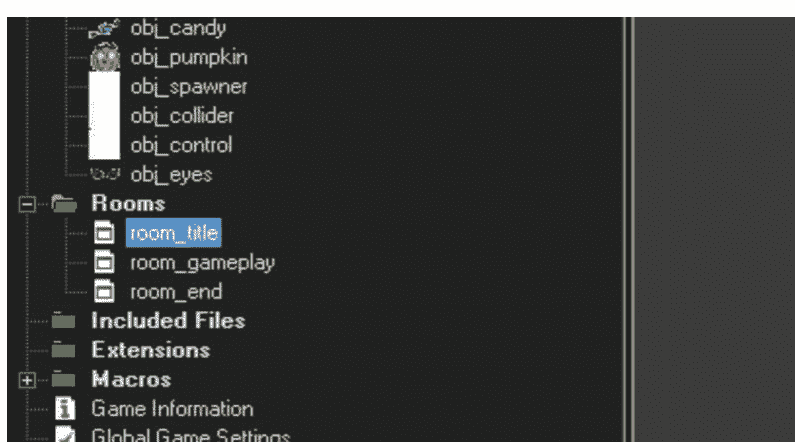 obj_candy
obj_pumpkin
obj_spawner
obj_collider
obj_control
obj_eyes
Rooms
room_title
room_gameplay
room_end
Included Files
Extensions
Macros
Game Information
Global Game Settings